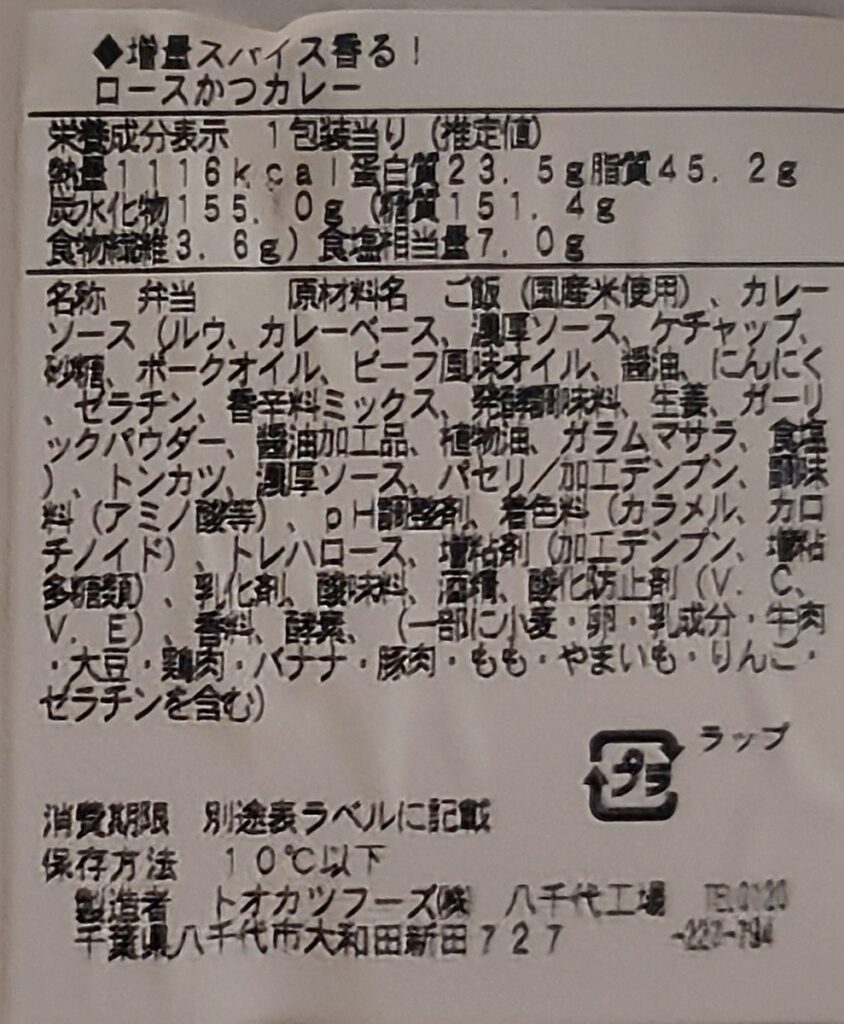 ◆増量スパイス香る!
ロースかつカレー
栄養成分表示 1包装当り (推定値)
熱量1116kcal蛋白質23.5g脂質45.2g
炭水化物155.0g (糖質151.4g
食物繊維3.6g) 食塩相当量7.0g
名称 弁当 原材料名 ご飯 (国産米使用)、カレー
ソース (ルウ、カレーベース、濃厚ソース、ケチャップ、
砂糖、ポークオイル、ビーフ風味オイル、醤油、にんにく
、ゼラチン、香辛料ミックス、発酵調味料、生姜、ガーリ
ックパウダー、醤油加工品、植物油、ガラムマサラ、食塩
)、トンカツ、濃厚ソース、パセリ/加工デンプン、調味
料 (アミノ酸等)、pH調整剤、着色料 (カラメル、カロ
チノイド)、トレハロース、増粘剤 (加工デンプン、増粘
多糖類)、乳化剤、酸味料、酒精、酸化防止剤 (V.C、
V.E)、香料、酵素、(一部に小麦・卵・乳成分・牛肉
・大豆・鶏肉・バナナ・豚肉・もも・やまいも・りんご・
ゼラチンを含む)
プラ ラップ
消費期限 別途表ラベルに記載
保存方法 10℃以下
製造者 トオカツフーズ㈱ 八千代工場 TEL0120
千葉県八千代市大和田新田727 -227-794